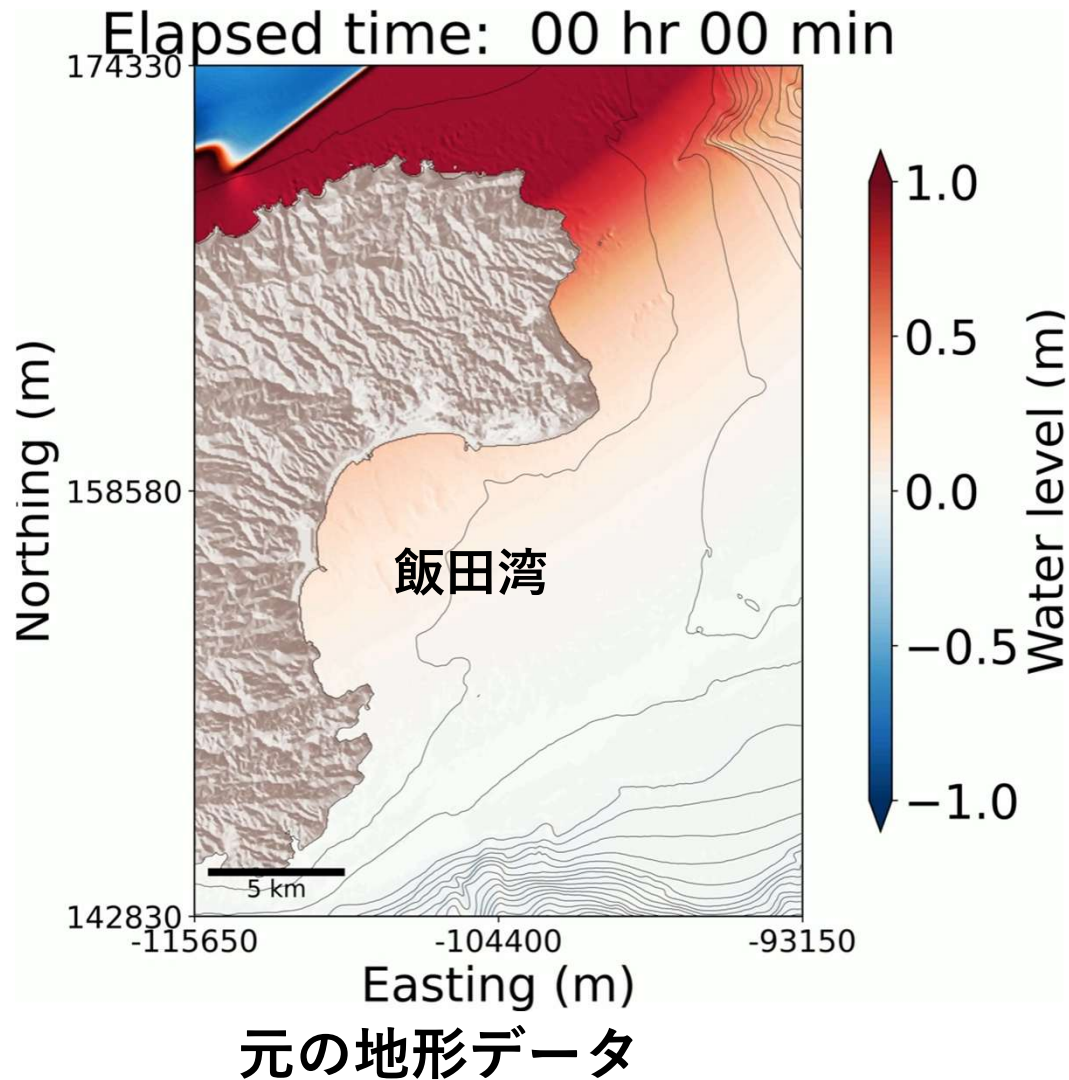 Elapsed time:  00 hr 00 min
174330
158580
142830
Northing (m)
飯田湾
5 km
-115650
-104400
-93150
Easting (m)
1.0
0.5
0.0
−0.5
−1.0
Water level (m)
元の地形データ